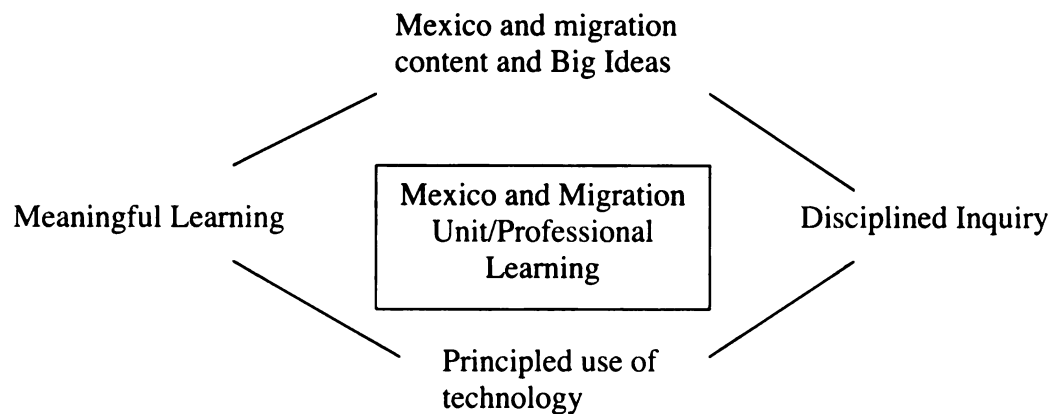 Mexico and migration
content and Big Ideas
Meaningful Learning
Mexico and Migration
Unit/Professional
Learning
Disciplined Inquiry
Principled use of
technology